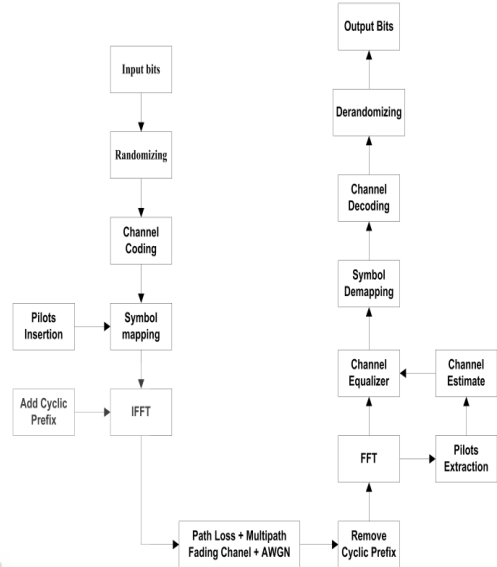 Input bits
Randomizing
Channel
Coding
Pilots
Insertion
Symbol
mapping
Add Cyclic
Prefix
IFFT
Path Loss + Multipath
Fading Chanel + AWGN
Remove
Cyclic Prefix
FFT
Pilots
Extraction
Channel
Equalizer
Channel
Estimate
Symbol
Demapping
Channel
Decoding
Derandomizing
Output Bits